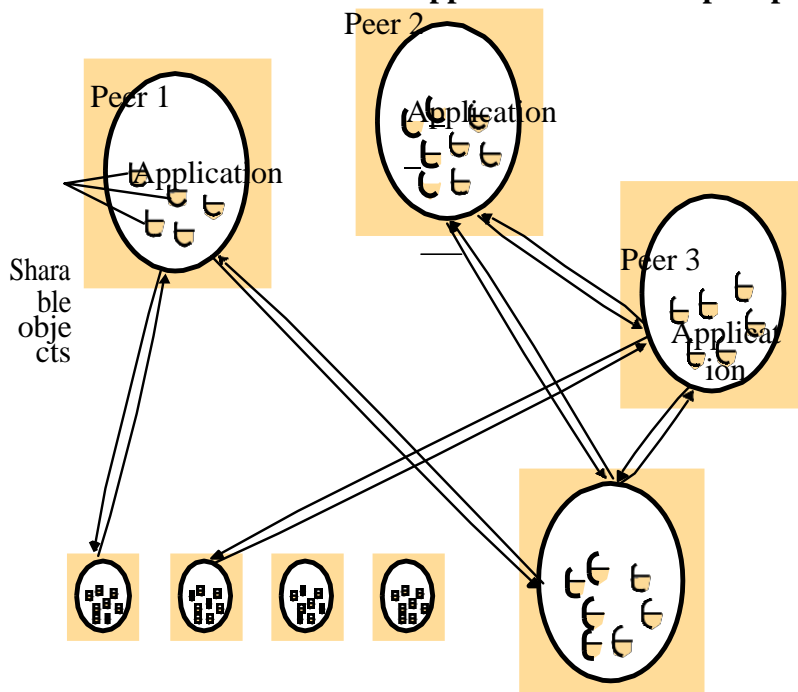 Peer 2
Peer 1
Application
Application
Peer 3
Shara
ble
obje
cts
Applicat
ion